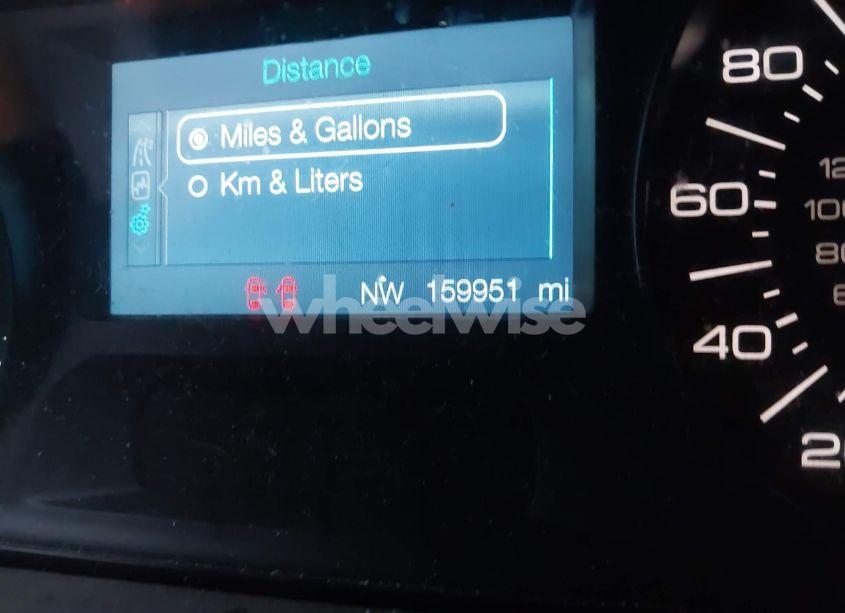 Distance
Miles & Gallons
Km & Liters
NW 159951 mi
wheelwise
80
60
40